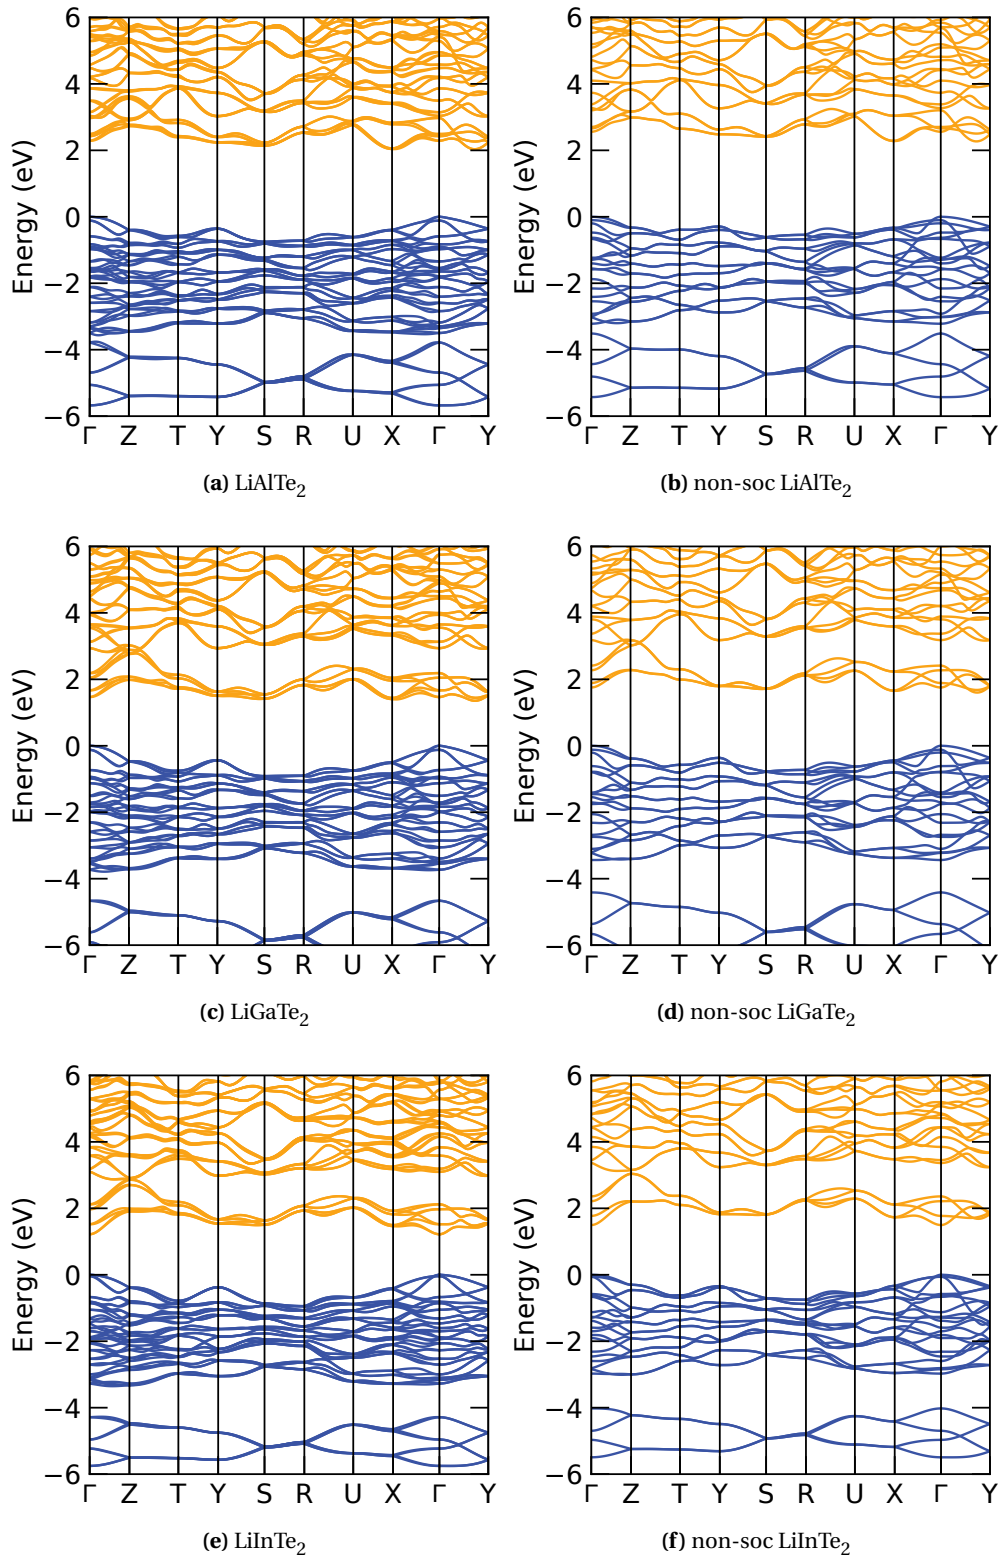 6
4
2
0
−2
−4
−6
Energy (eV)
Γ Z T Y S R U X Γ Y
(a) LiAlTe2
6
4
2
0
−2
−4
−6
Energy (eV)
Γ Z T Y S R U X Γ Y
(b) non-soc LiAlTe2
6
4
2
0
−2
−4
−6
Energy (eV)
Γ Z T Y S R U X Γ Y
(c) LiGaTe2
6
4
2
0
−2
−4
−6
Energy (eV)
Γ Z T Y S R U X Γ Y
(d) non-soc LiGaTe2
6
4
2
0
−2
−4
−6
Energy (eV)
Γ Z T Y S R U X Γ Y
(e) LiInTe2
6
4
2
0
−2
−4
−6
Energy (eV)
Γ Z T Y S R U X Γ Y
(f) non-soc LiInTe2